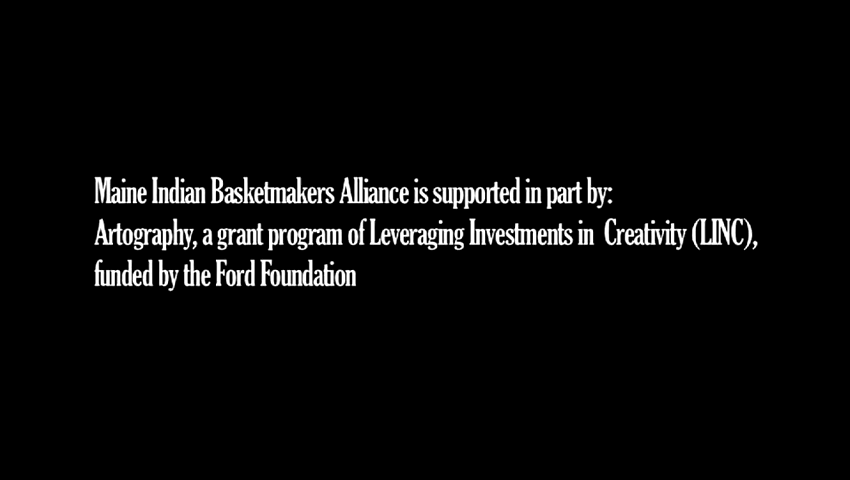 Maine Indian Basketmakers Alliance is supported in part by:
Artography, a grant program of Leveraging Investments in  Creativity (LINC),
funded by the Ford Foundation